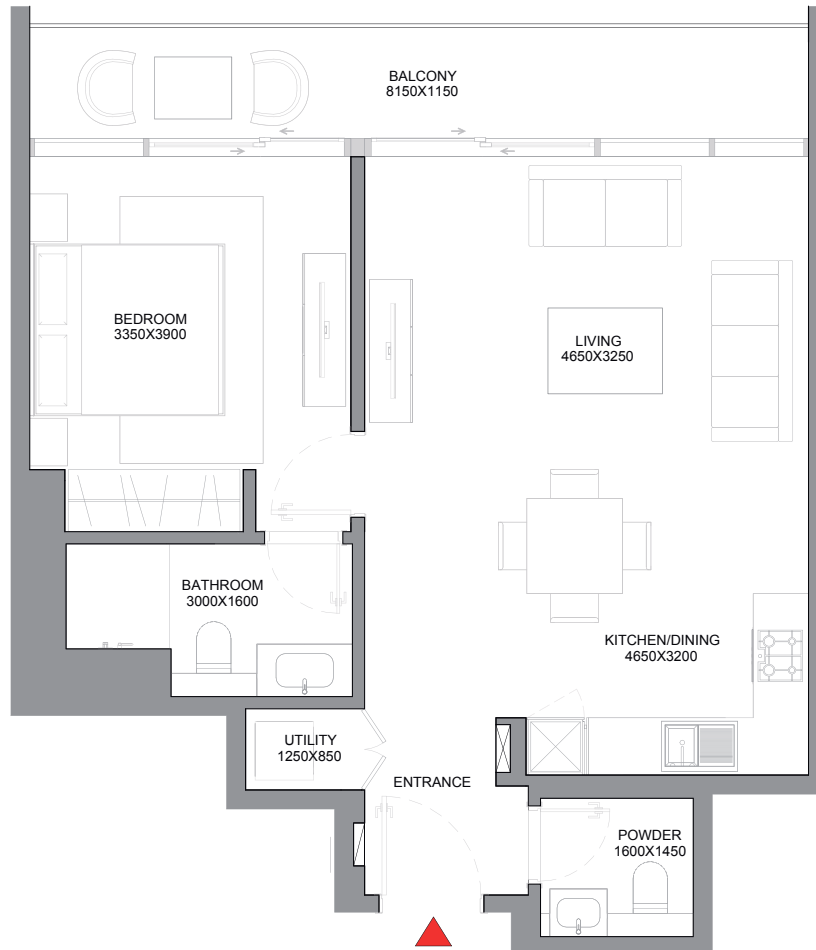 BALCONY
8150X1150
BEDROOM
3350X3900
LIVING
4650X3250
BATHROOM
3000X1600
KITCHEN/DINING
4650X3200
UTILITY
1250X850
ENTRANCE
POWDER
1600X1450